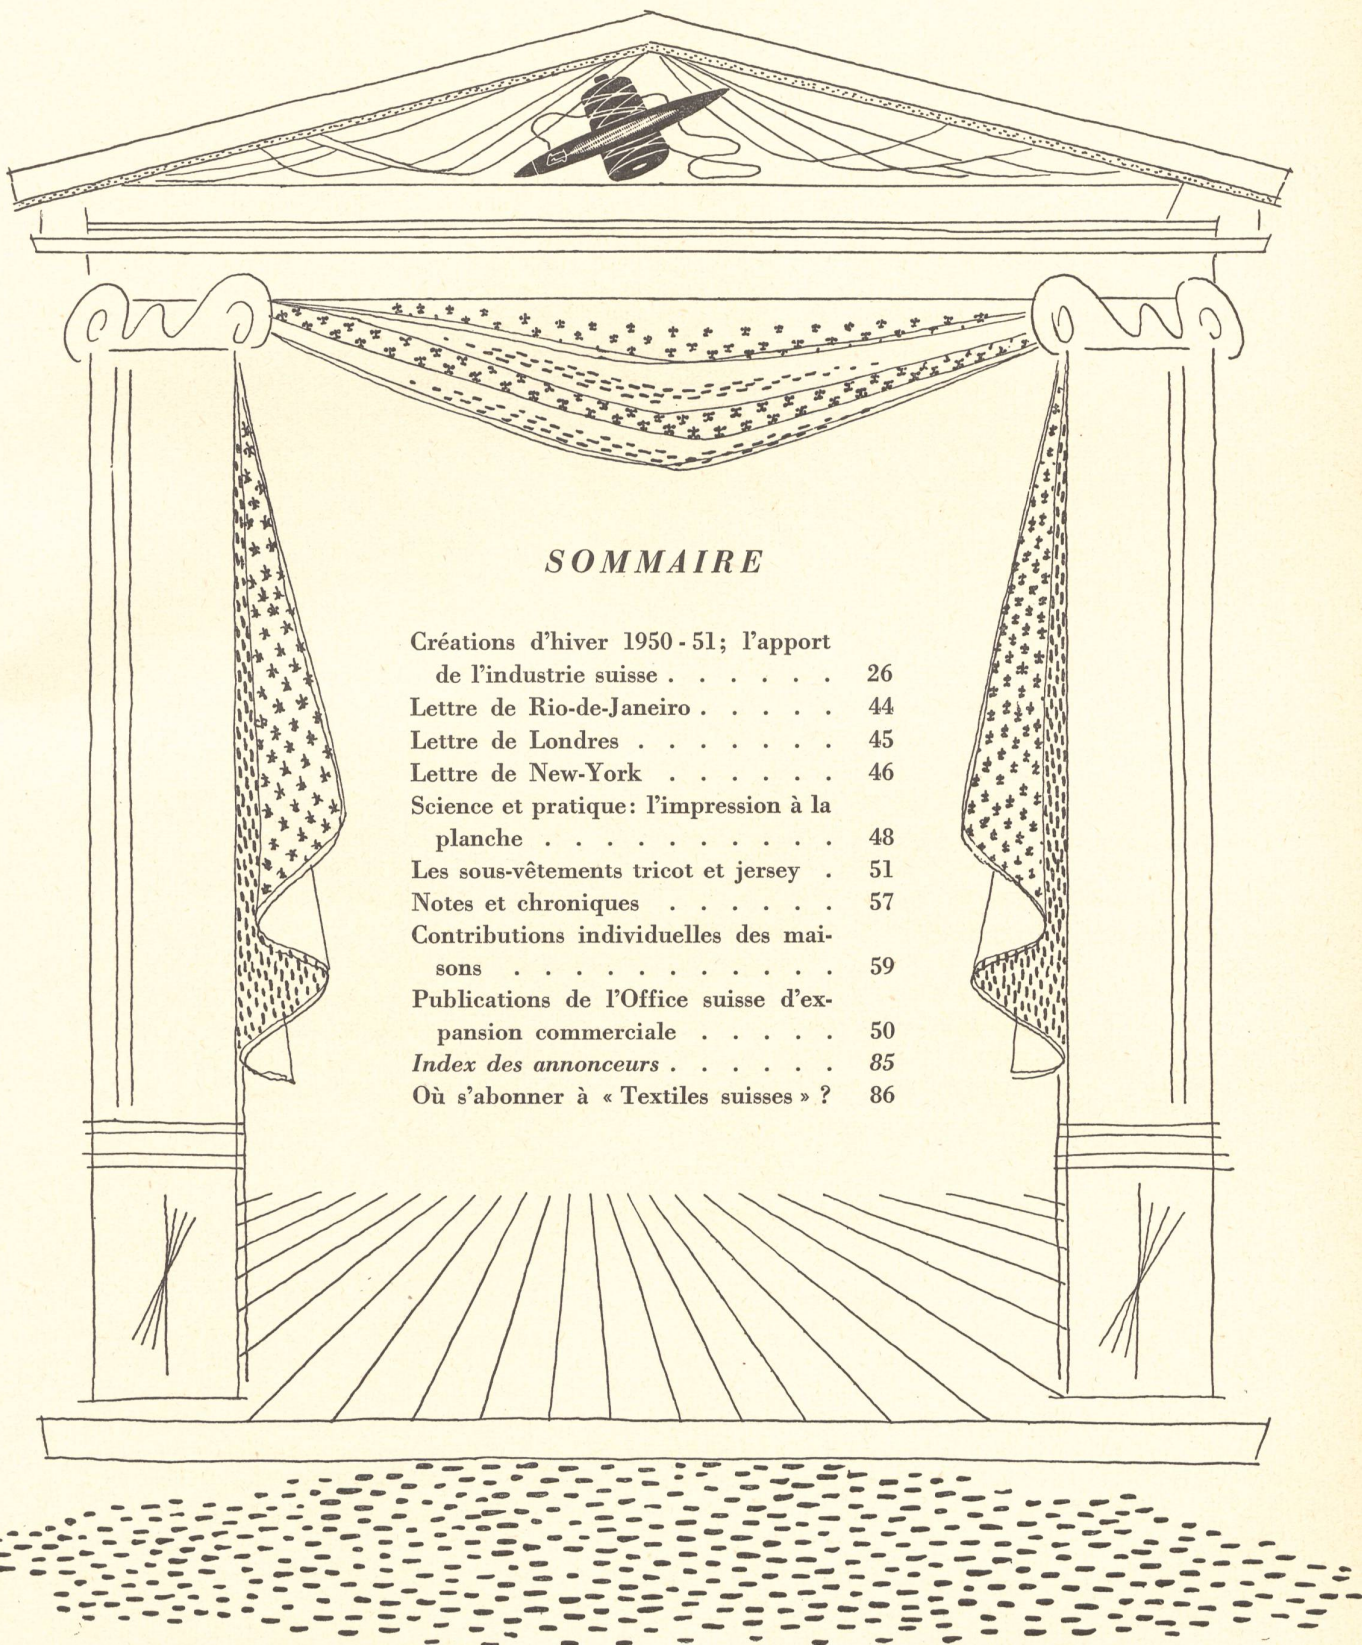 SOMMAIRE
Créations d'hiver 1950-51; l'apport
de l'industrie suisse . . . . . . 26
Lettre de Rio-de-Janeiro . . . . . 44
Lettre de Londres . . . . . . . 45
Lettre de New-York . . . . . . 46
Science et pratique: l'impression à la
planche . . . . . . . . . . 48
Les sous-vêtements tricot et jersey . 51
Notes et chroniques . . . . . . 57
Contributions individuelles des mai-
sons . . . . . . . . . . . 59
Publications de l'Office suisse d'ex-
pansion commerciale . . . . . 50
Index des annonceurs . . . . . . 85
Où s'abonner à « Textiles suisses » ? 86